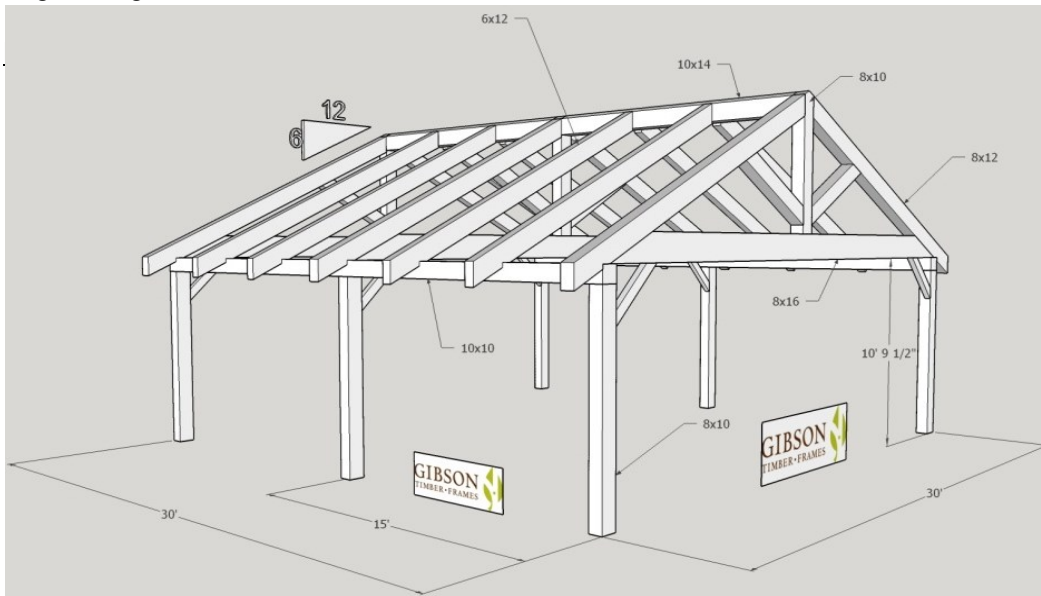 6x12
10x14
8x10
12
6
8x12
8x16
10x10
10' 9 1/2"
8x10
GIBSON
TIMBER·FRAMES
GIBSON
TIMBER·FRAMES
30'
15'
30'